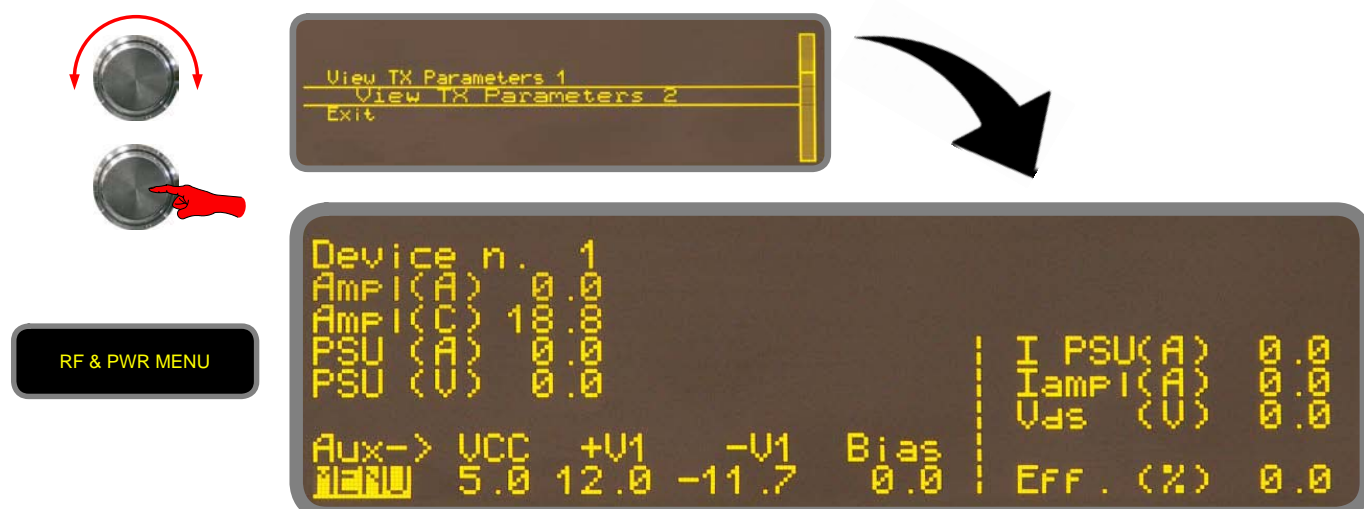 View TX Parameters 1
View TX Parameters 2
Exit
RF & PWR MENU
Device n. 1
Ampl(A) 0.0
Ampl(C) 18.8
PSU (A) 0.0
PSU (V) 0.0
I PSU(A) 0.0
Iampl(A) 0.0
Vds (V) 0.0
Aux-> VCC +V1 -V1 Bias
MENU 5.0 12.0 -11.7 0.0
Eff. (%) 0.0